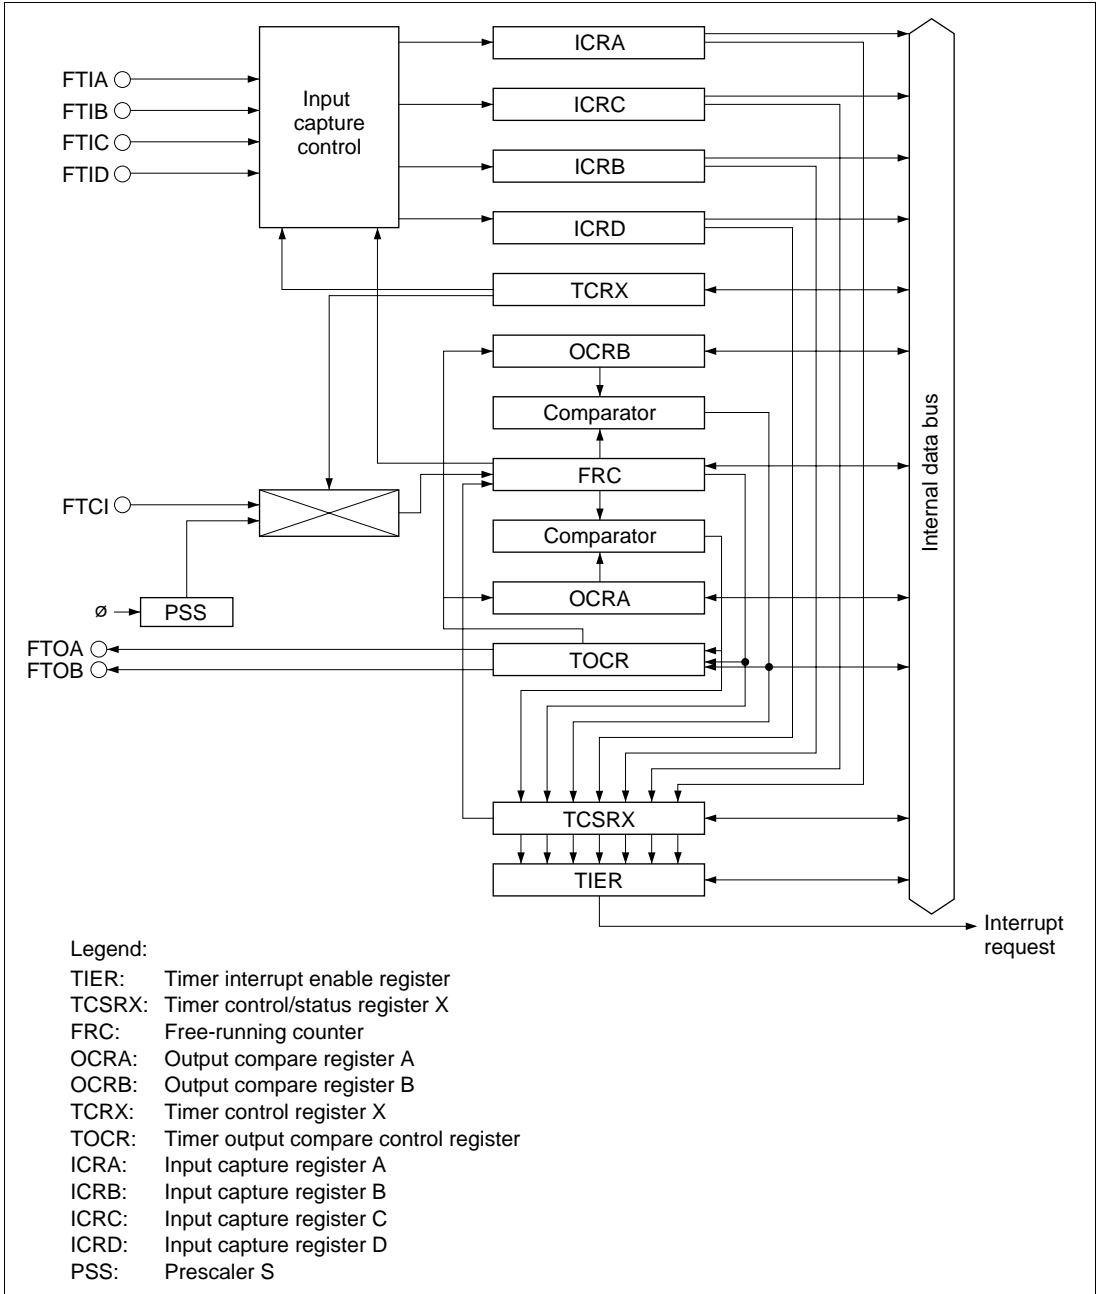 ICRA
FTIA
FTIB
FTIC
FTID
Input
capture
control
ICRC
ICRB
ICRD
TCRX
OCRB
Comparator
FRC
FTCI
Comparator
ø
PSS
OCRA
FTOA
FTOB
TOCR
Internal data bus
TCSRX
TIER
Interrupt
request
Legend:
TIER: Timer interrupt enable register
TCSRX: Timer control/status register X
FRC: Free-running counter
OCRA: Output compare register A
OCRB: Output compare register B
TCRX: Timer control register X
TOCR: Timer output compare control register
ICRA: Input capture register A
ICRB: Input capture register B
ICRC: Input capture register C
ICRD: Input capture register D
PSS: Prescaler S